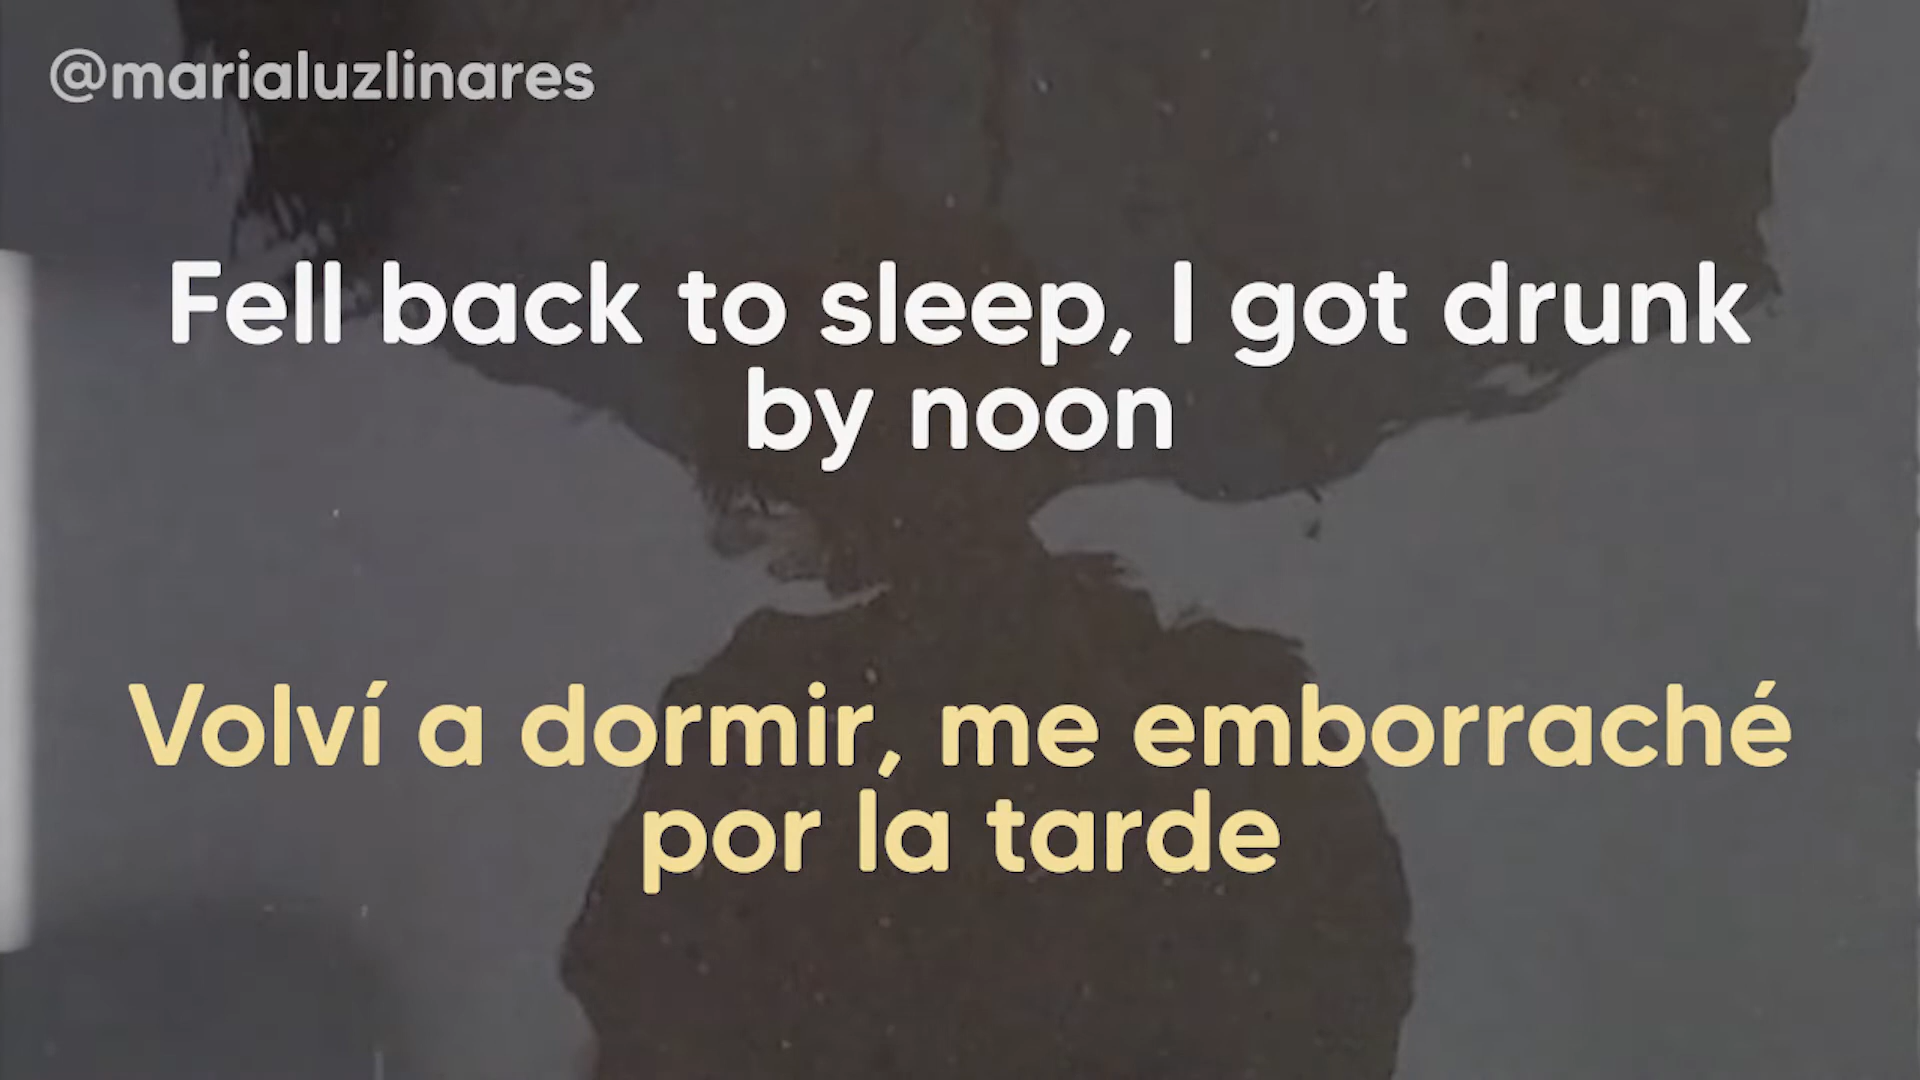 @marialuzlinares
Fell back to sleep, I got drunk
by noon
Volví a dormir, me emborraché
por la tarde